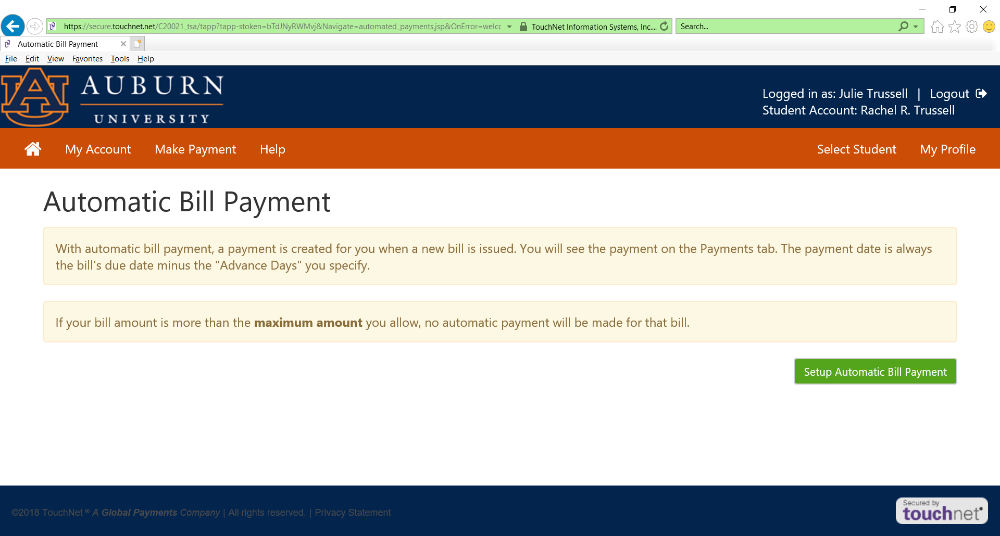 https://secure.touchnet.net/C20021_tsa/tapp?tapp-stoken=bTdJNyRWMvj&Navigate=automated_payments.jsp&OnError=welcc
TouchNet Information Systems, Inc....
Search...
Automatic Bill Payment
File Edit View Favorites Tools Help
AUBURN
UNIVERSITY
Logged in as: Julie Trussell | Logout
Student Account: Rachel R. Trussell
My Account Make Payment Help Select Student My Profile
Automatic Bill Payment
With automatic bill payment, a payment is created for you when a new bill is issued. You will see the payment on the Payments tab. The payment date is always
the bill's due date minus the "Advance Days" you specify.
If your bill amount is more than the maximum amount you allow, no automatic payment will be made for that bill.
Setup Automatic Bill Payment
©2018 TouchNet ® A Global Payments Company | All rights reserved. | Privacy Statement
Secured by
touchnet